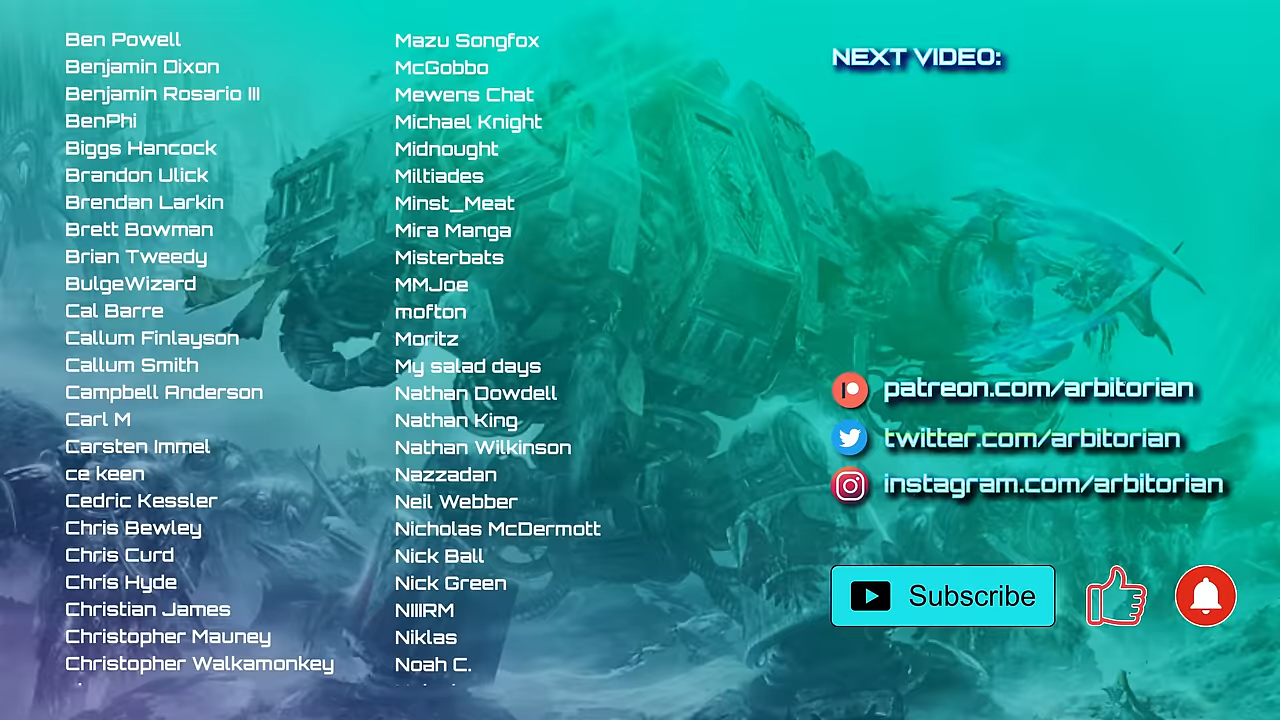 Ben Powell
Benjamin Dixon
Benjamin Rosario III
BenPhi
Biggs Hancock
Brandon Ulick
Brendan Larkin
Brett Bowman
Brian Tweedy
BulgeWizard
Cal Barre
Callum Finlayson
Callum Smith
Campbell Anderson
Carl M
Carsten Immel
ce keen
Cedric Kessler
Chris Bewley
Chris Curd
Chris Hyde
Christian James
Christopher Mauney
Christopher Walkamonkey
Mazu Songfox
McGobbo
Mewens Chat
Michael Knight
Midnought
Miltiades
Minst_Meat
Mira Manga
Misterbats
MMJoe
mofton
Moritz
My salad days
Nathan Dowdell
Nathan King
Nathan Wilkinson
Nazzadan
Neil Webber
Nicholas McDermott
Nick Ball
Nick Green
NIIIRM
Niklas
Noah C.
NEXT VIDEO:
patreon.com/arbitorian
twitter.com/arbitorian
instagram.com/arbitorian
Subscribe